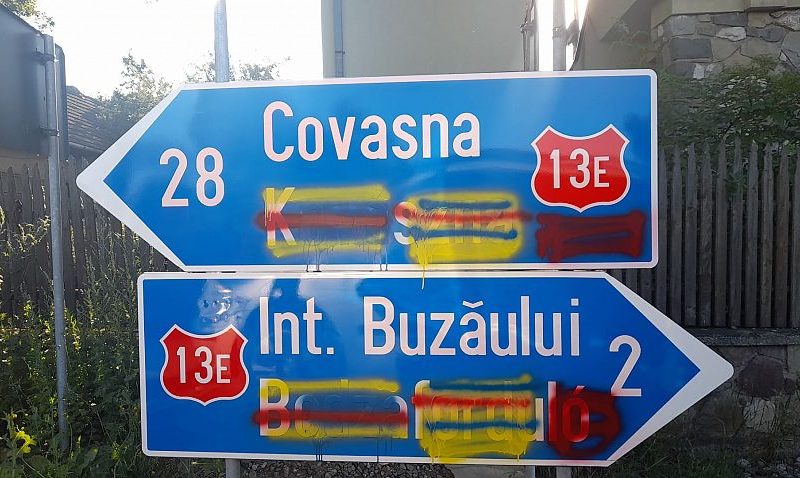 Covasna
28
13E
Int. Buzăului
13E
2